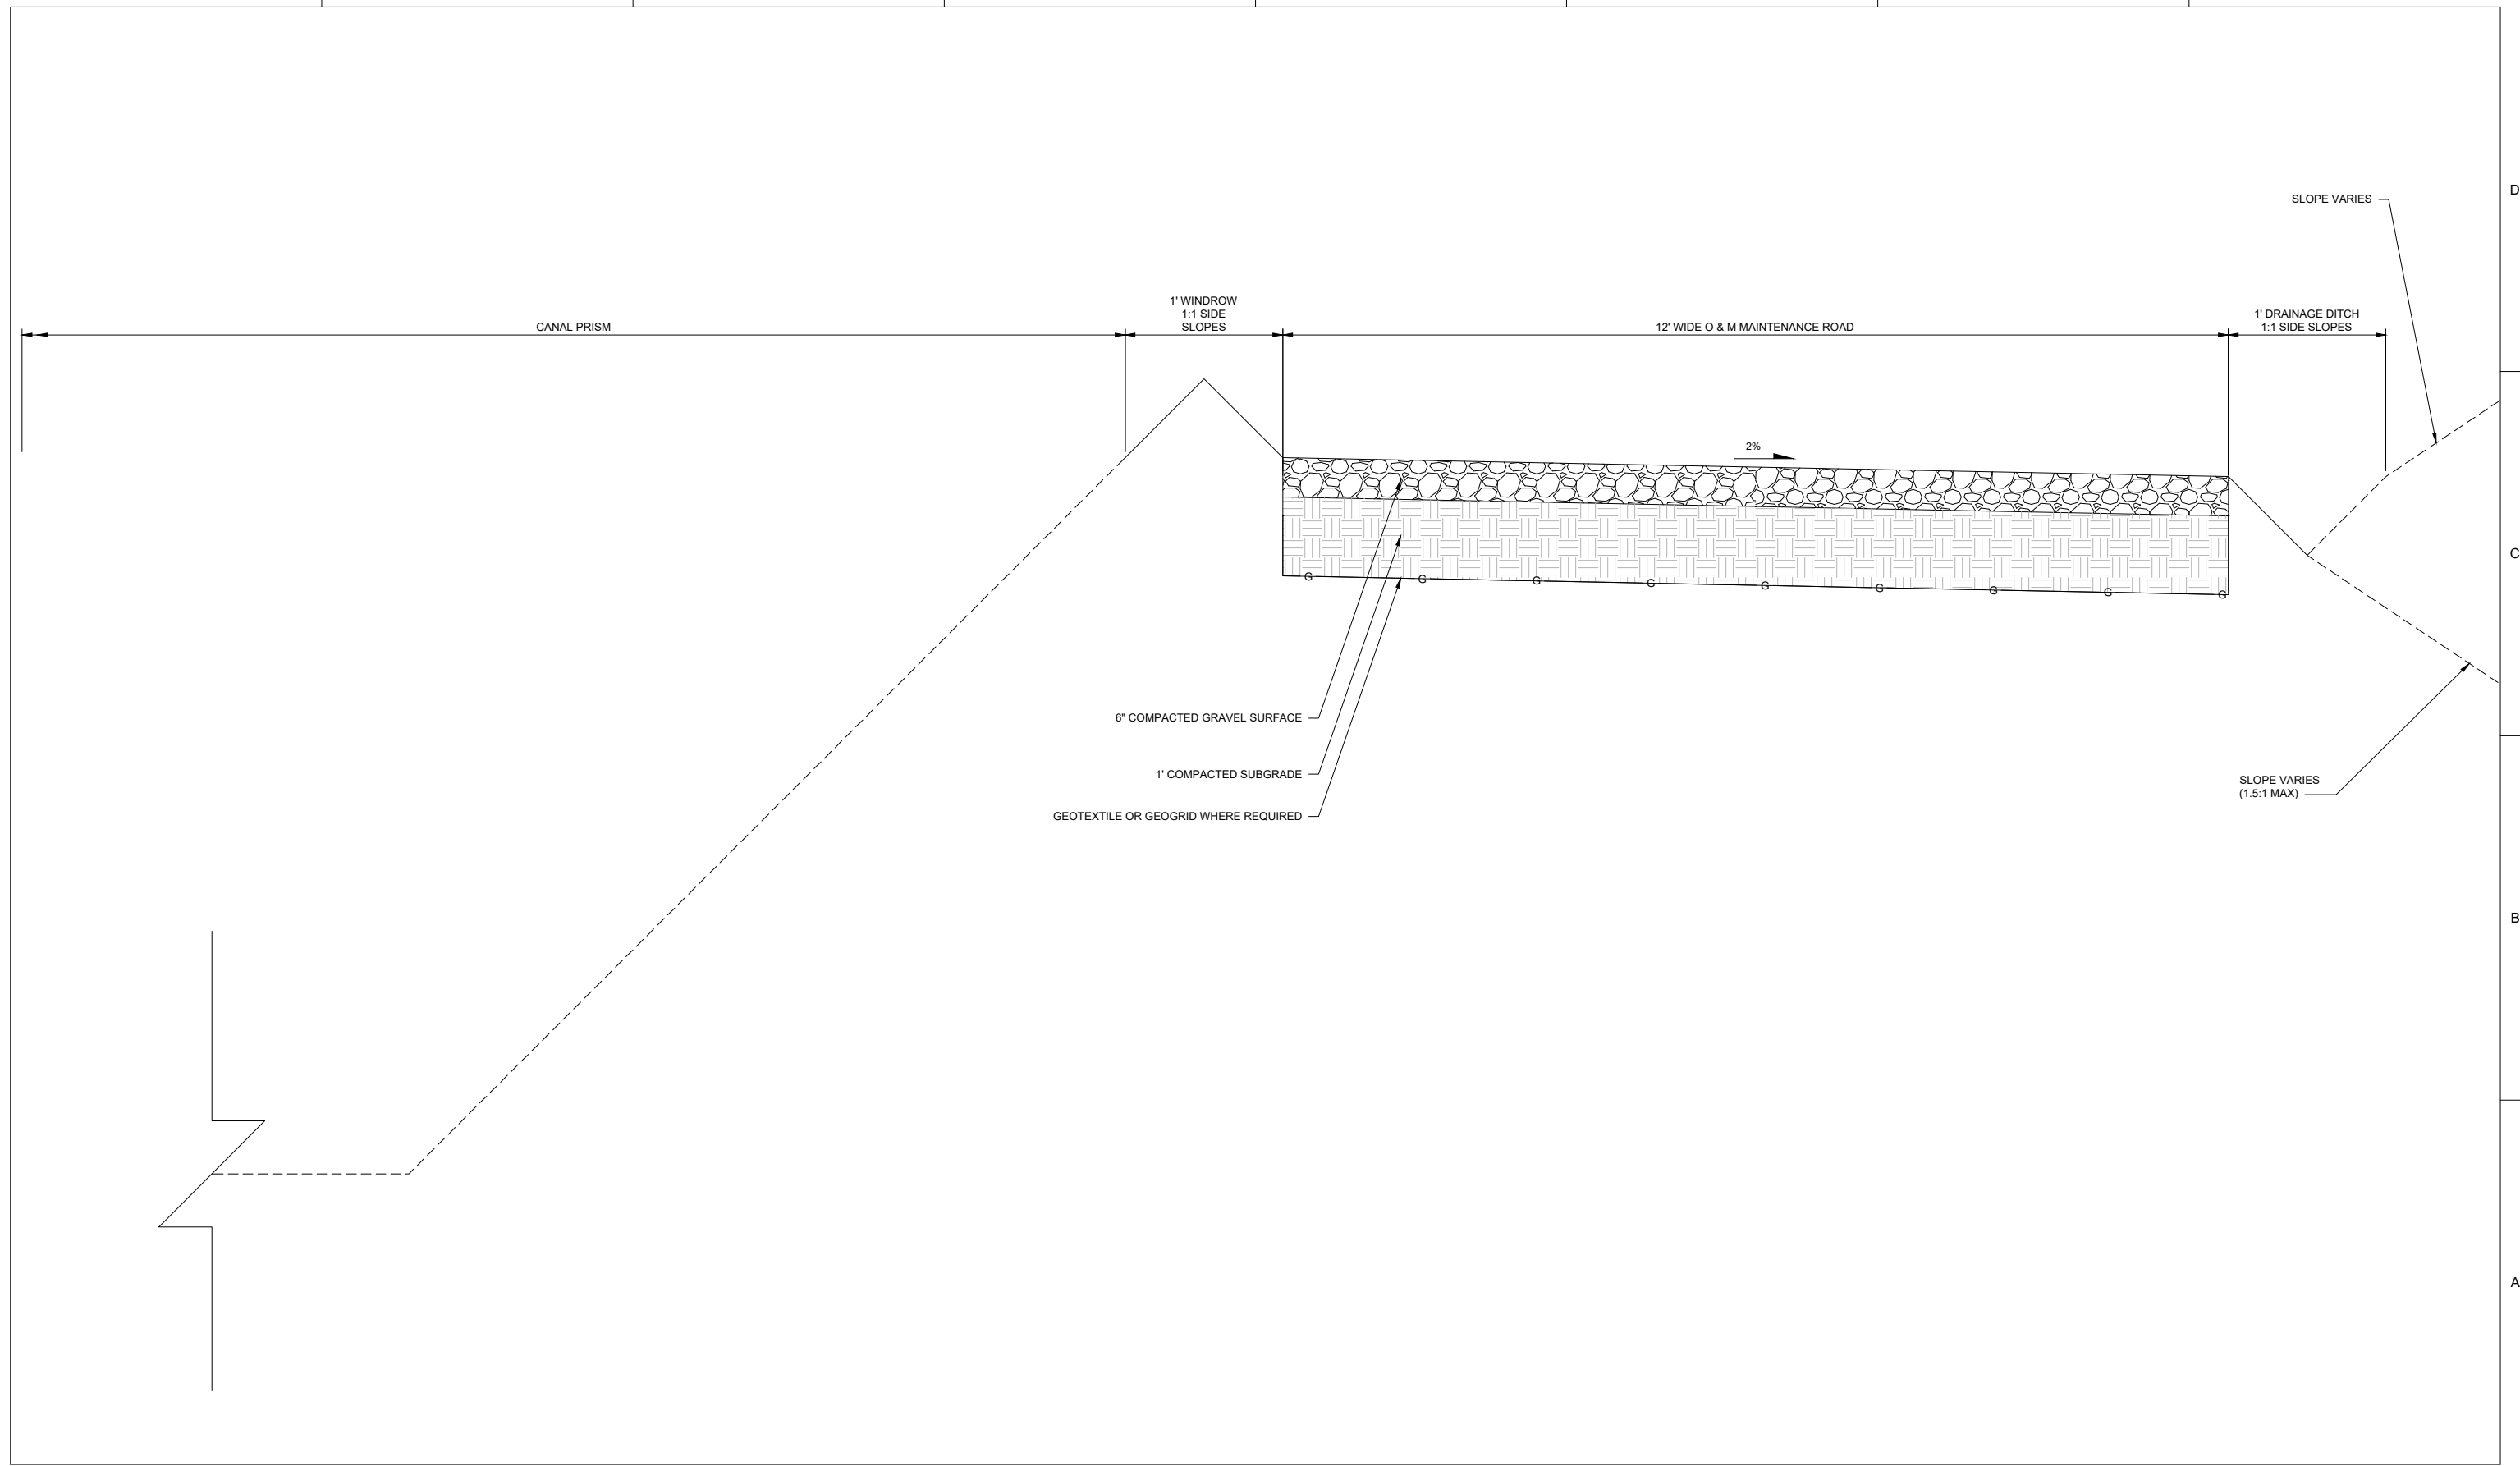 D
SLOPE VARIES
1' WINDROW
1:1 SIDE
SLOPES
CANAL PRISM
12' WIDE O & M MAINTENANCE ROAD
1' DRAINAGE DITCH
1:1 SIDE SLOPES
2%
C
G G G G G G G G G
6" COMPACTED GRAVEL SURFACE
1' COMPACTED SUBGRADE
GEOTEXTILE OR GEOGRID WHERE REQUIRED
SLOPE VARIES
(1.5:1 MAX)
B
A